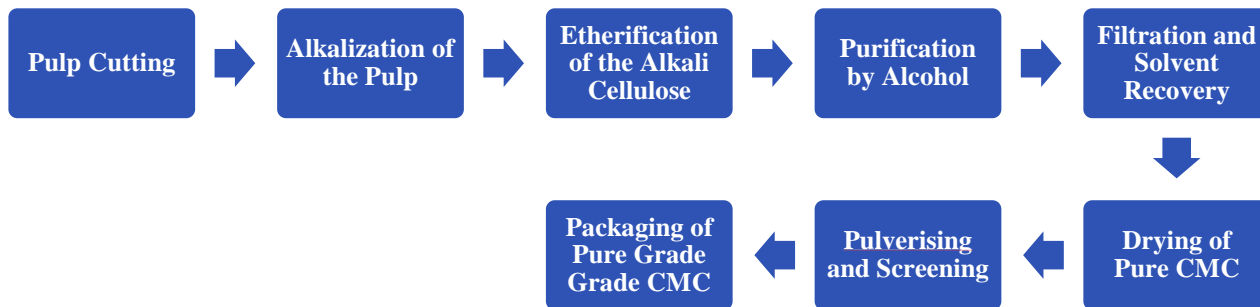 Pulp Cutting
Alkalization of
the Pulp
Etherification
of the Alkali
Cellulose
Purification
by Alcohol
Filtration and
Solvent
Recovery
Drying of
Pure CMC
Pulverising
and Screening
Packaging of
Pure Grade
Grade CMC